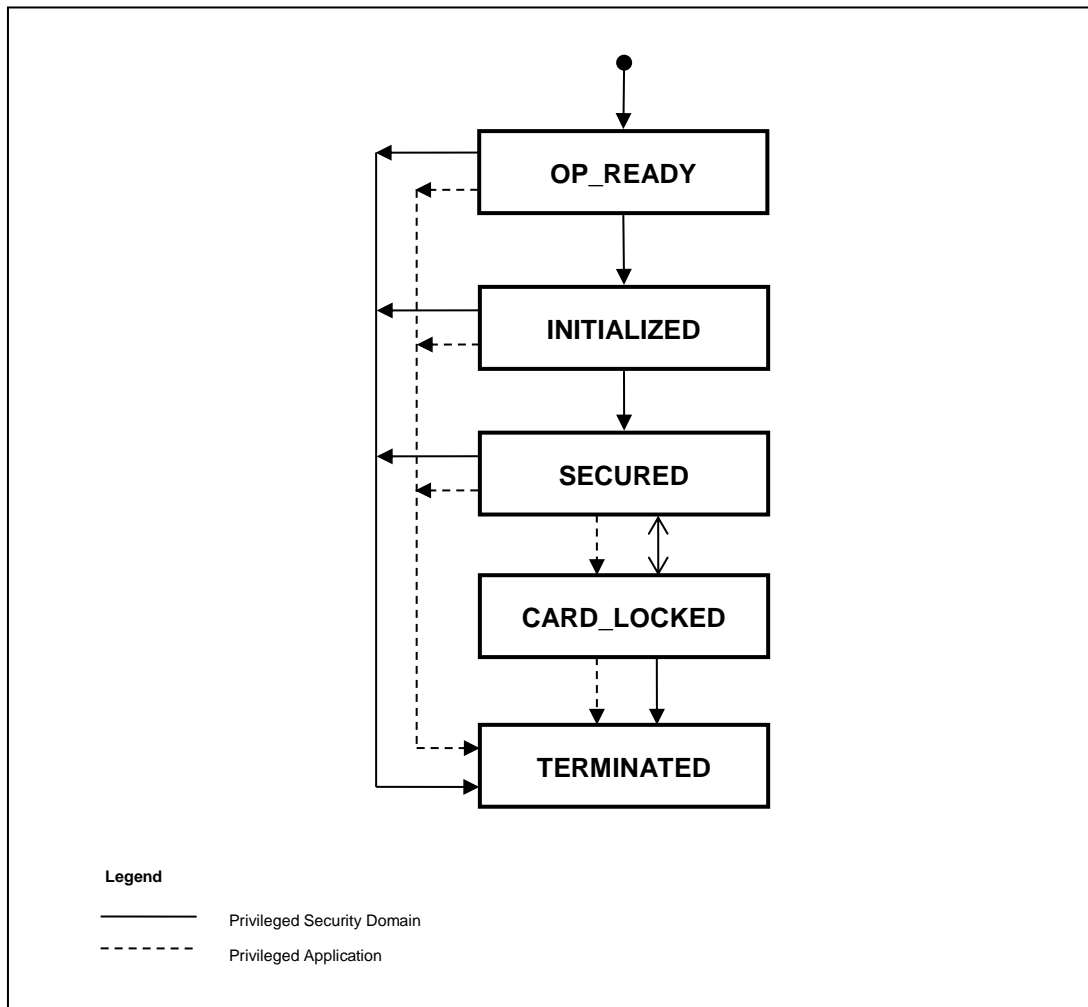 OP_READY
INITIALIZED
SECURED
CARD_LOCKED
TERMINATED
Legend
Privileged Security Domain
Privileged Application